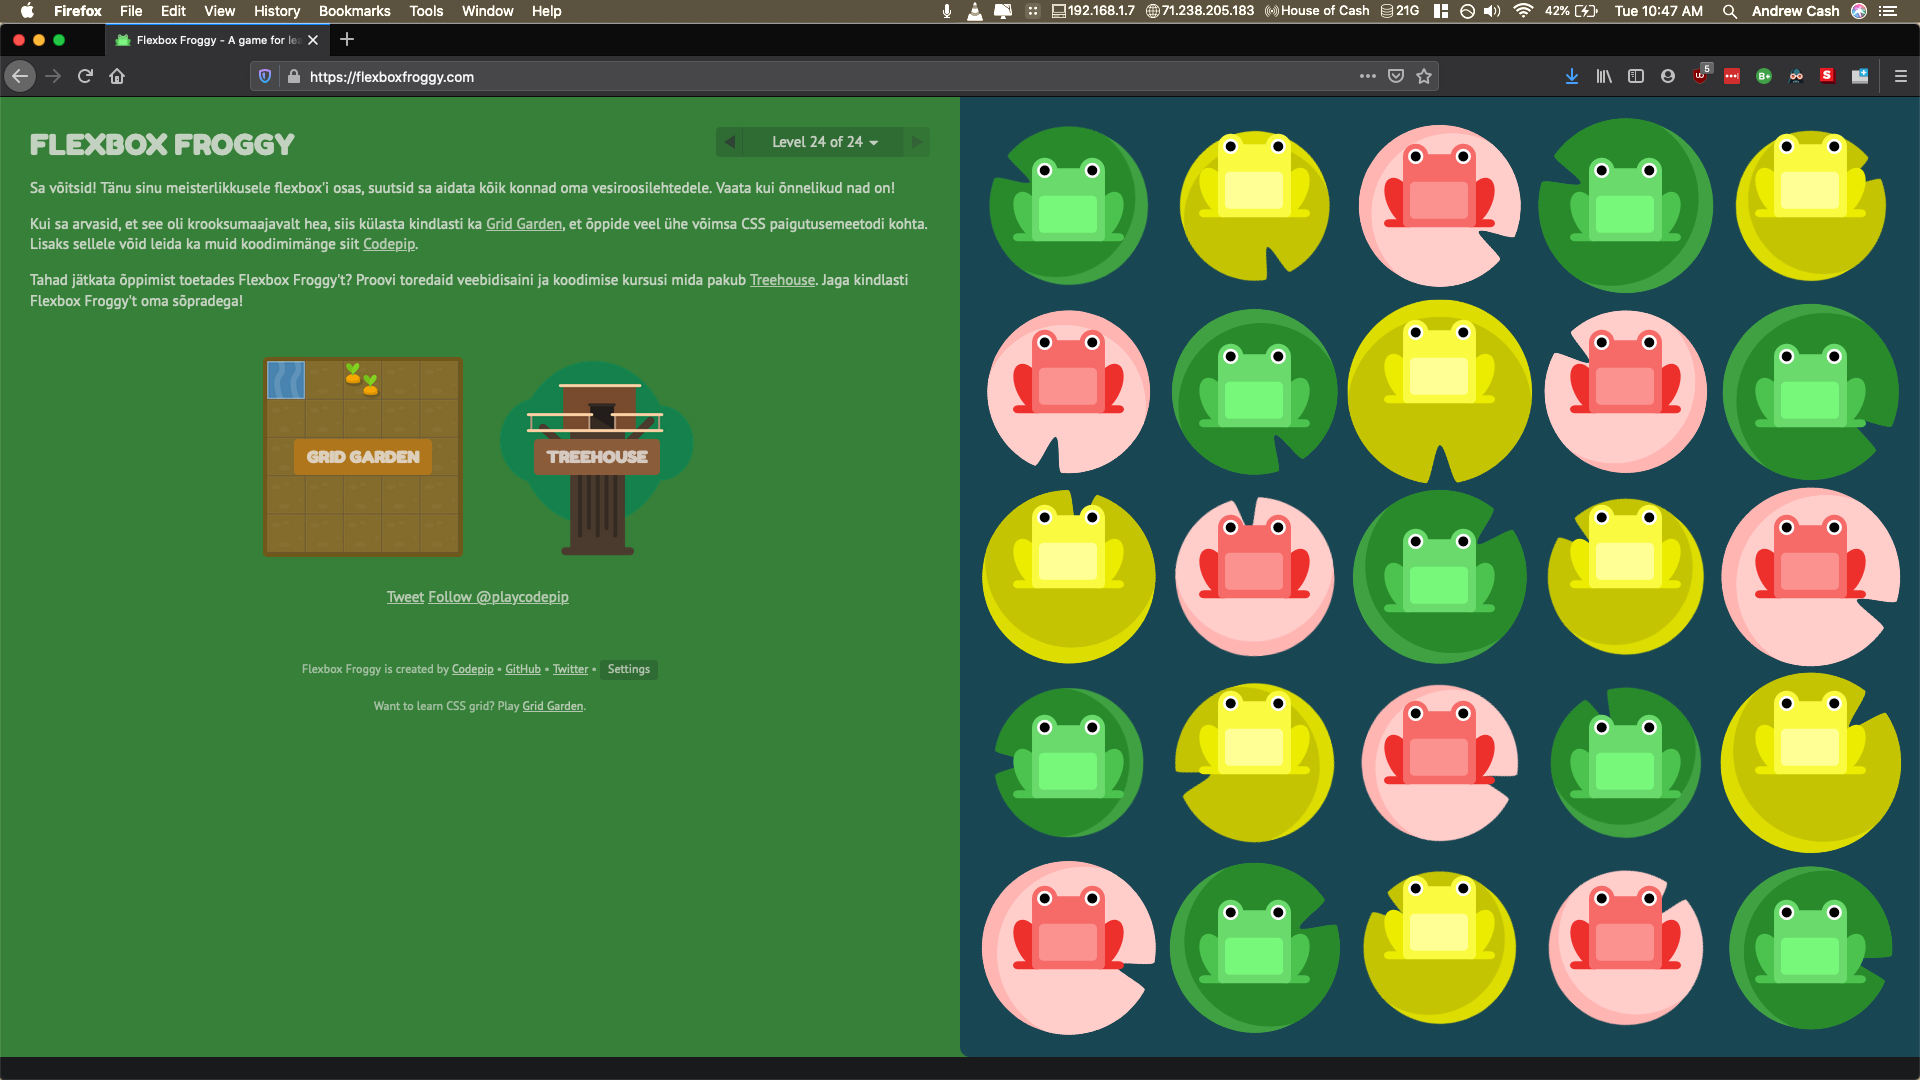 Firefox File Edit View History Bookmarks Tools Window Help 192.168.1.7 71.238.205.183 House of Cash 21G 42% Tue 10:47 AM Andrew Cash
Flexbox Froggy - A game for lea
https://flexboxfroggy.com 5 B+ S
FLEXBOX FROGGY
Level 24 of 24
Sa võitsid! Tänu sinu meisterlikkusele flexbox'i osas, suutsid sa aidata kõik konnad oma vesiroosilehtedele. Vaata kui õnnelikud nad on!
Kui sa arvasid, et see oli krooksumaajavalt hea, siis külasta kindlasti ka Grid Garden, et õppide veel ühe võimsa CSS paigutusemeetodi kohta.
Lisaks sellele võid leida ka muid koodimimänge siit Codepip.
Tahad jätkata õppimist toetades Flexbox Froggy't? Proovi toredaid veebidisaini ja koodimise kursusi mida pakub Treehouse. Jaga kindlasti
Flexbox Froggy't oma sõpradega!
GRID GARDEN
TREEHOUSE
Tweet Follow @playcodepip
Flexbox Froggy is created by Codepip • GitHub • Twitter • Settings
Want to learn CSS grid? Play Grid Garden.